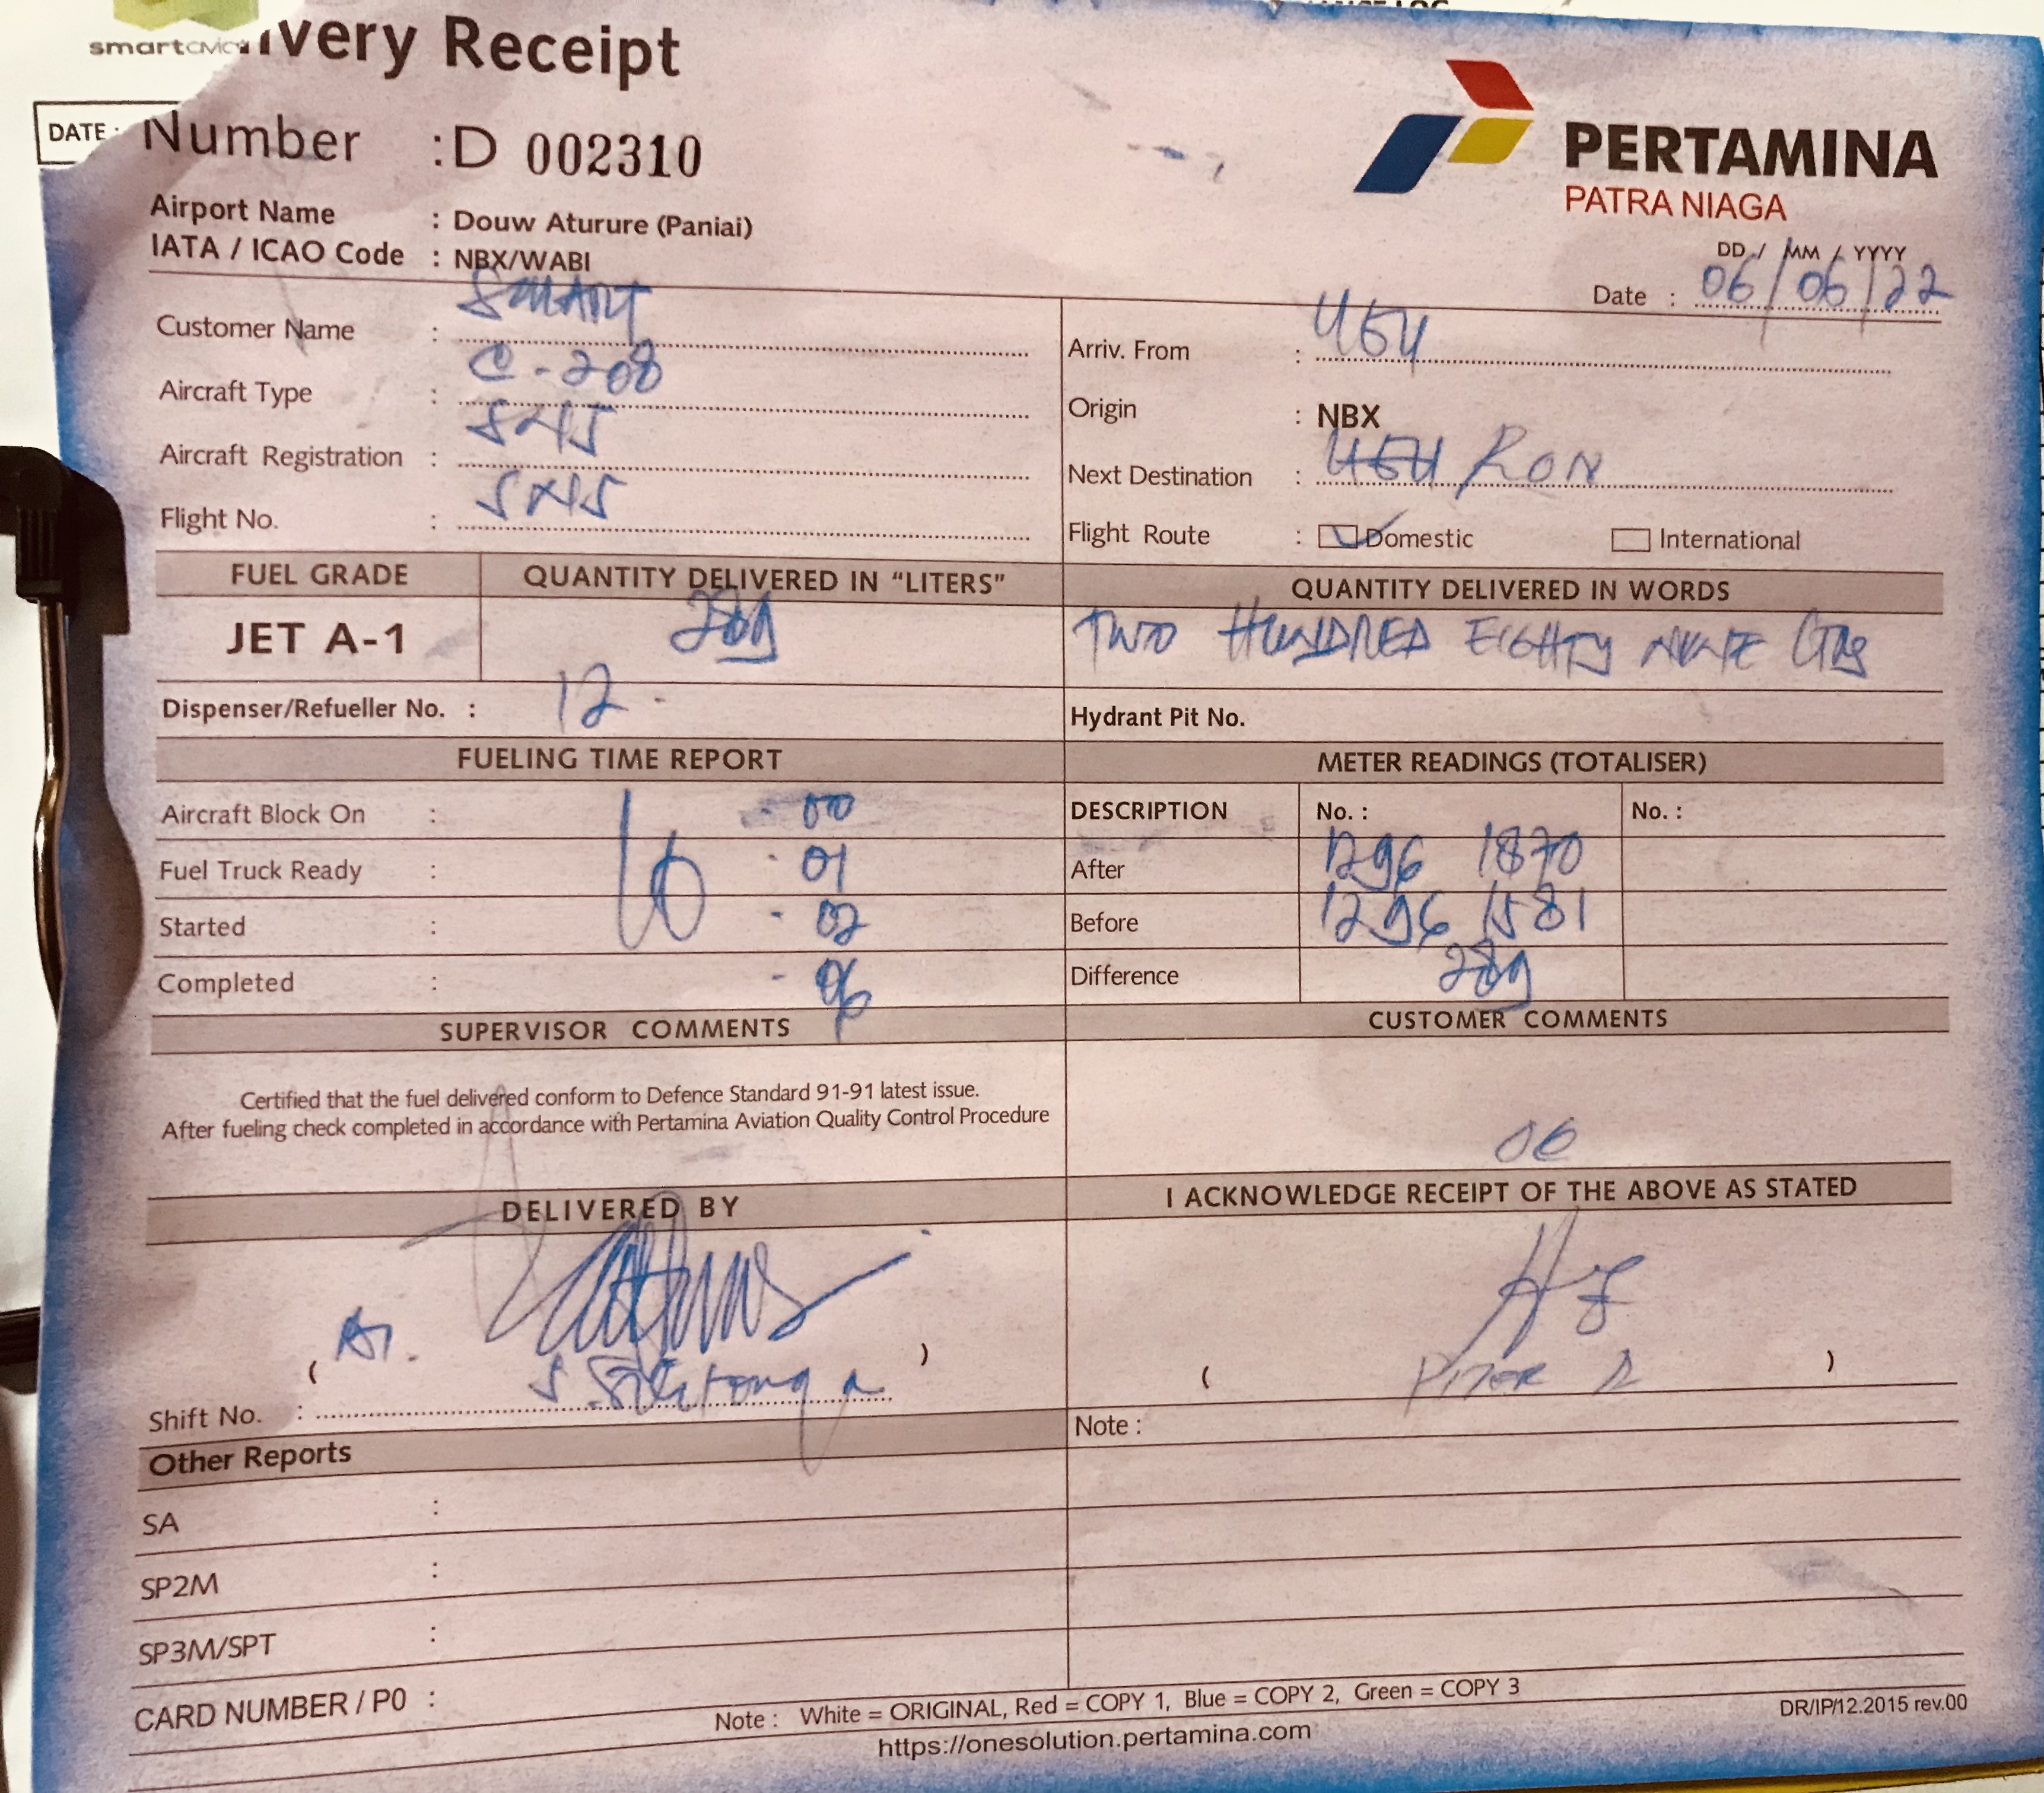 smartavia
ivery Receipt
DATE :
Number : D 002310
PERTAMINA
PATRA NIAGA
Airport Name : Douw Aturure (Paniai)
IATA / ICAO Code : NBX/WABI
DD / MM / YYYY
Date : 06/06/22
Customer Name : SMART
Aircraft Type : C-208
Aircraft Registration :
Flight No. :
Arriv. From :
Origin : NBX
Next Destination : RON
Flight Route : Domestic International
FUEL GRADE QUANTITY DELIVERED IN "LITERS" QUANTITY DELIVERED IN WORDS
JET A-1 289 TWO HUNDRED EIGHTY NINE LTRS
Dispenser/Refueller No. : 12 Hydrant Pit No.
FUELING TIME REPORT METER READINGS (TOTALISER)
Aircraft Block On : 16 - 00 DESCRIPTION No. : No. :
Fuel Truck Ready : - 01 After 1296 1870
Started : - 02 Before 1296 1581
Completed : - 06 Difference 289
SUPERVISOR COMMENTS CUSTOMER COMMENTS
Certified that the fuel delivered conform to Defence Standard 91-91 latest issue.
After fueling check completed in accordance with Pertamina Aviation Quality Control Procedure
DELIVERED BY I ACKNOWLEDGE RECEIPT OF THE ABOVE AS STATED
( ) ( )
Shift No. :
Note :
Other Reports
SA :
SP2M :
SP3M/SPT :
CARD NUMBER / P0 :
Note : White = ORIGINAL, Red = COPY 1, Blue = COPY 2, Green = COPY 3
https://onesolution.pertamina.com
DR/IP/12.2015 rev.00